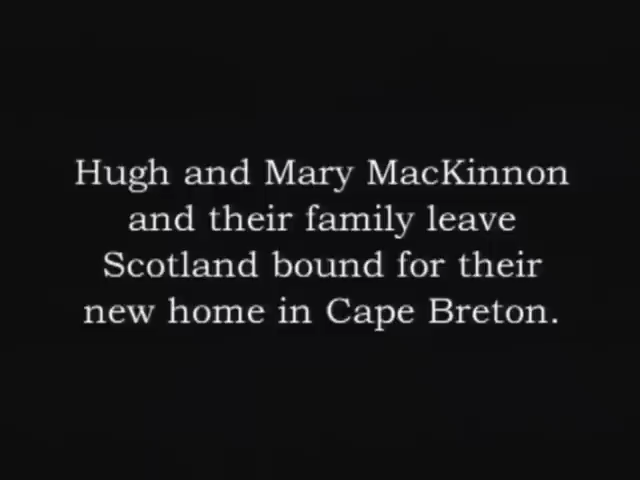 Hugh and Mary MacKinnon
and their family leave
Scotland bound for their
new home in Cape Breton.